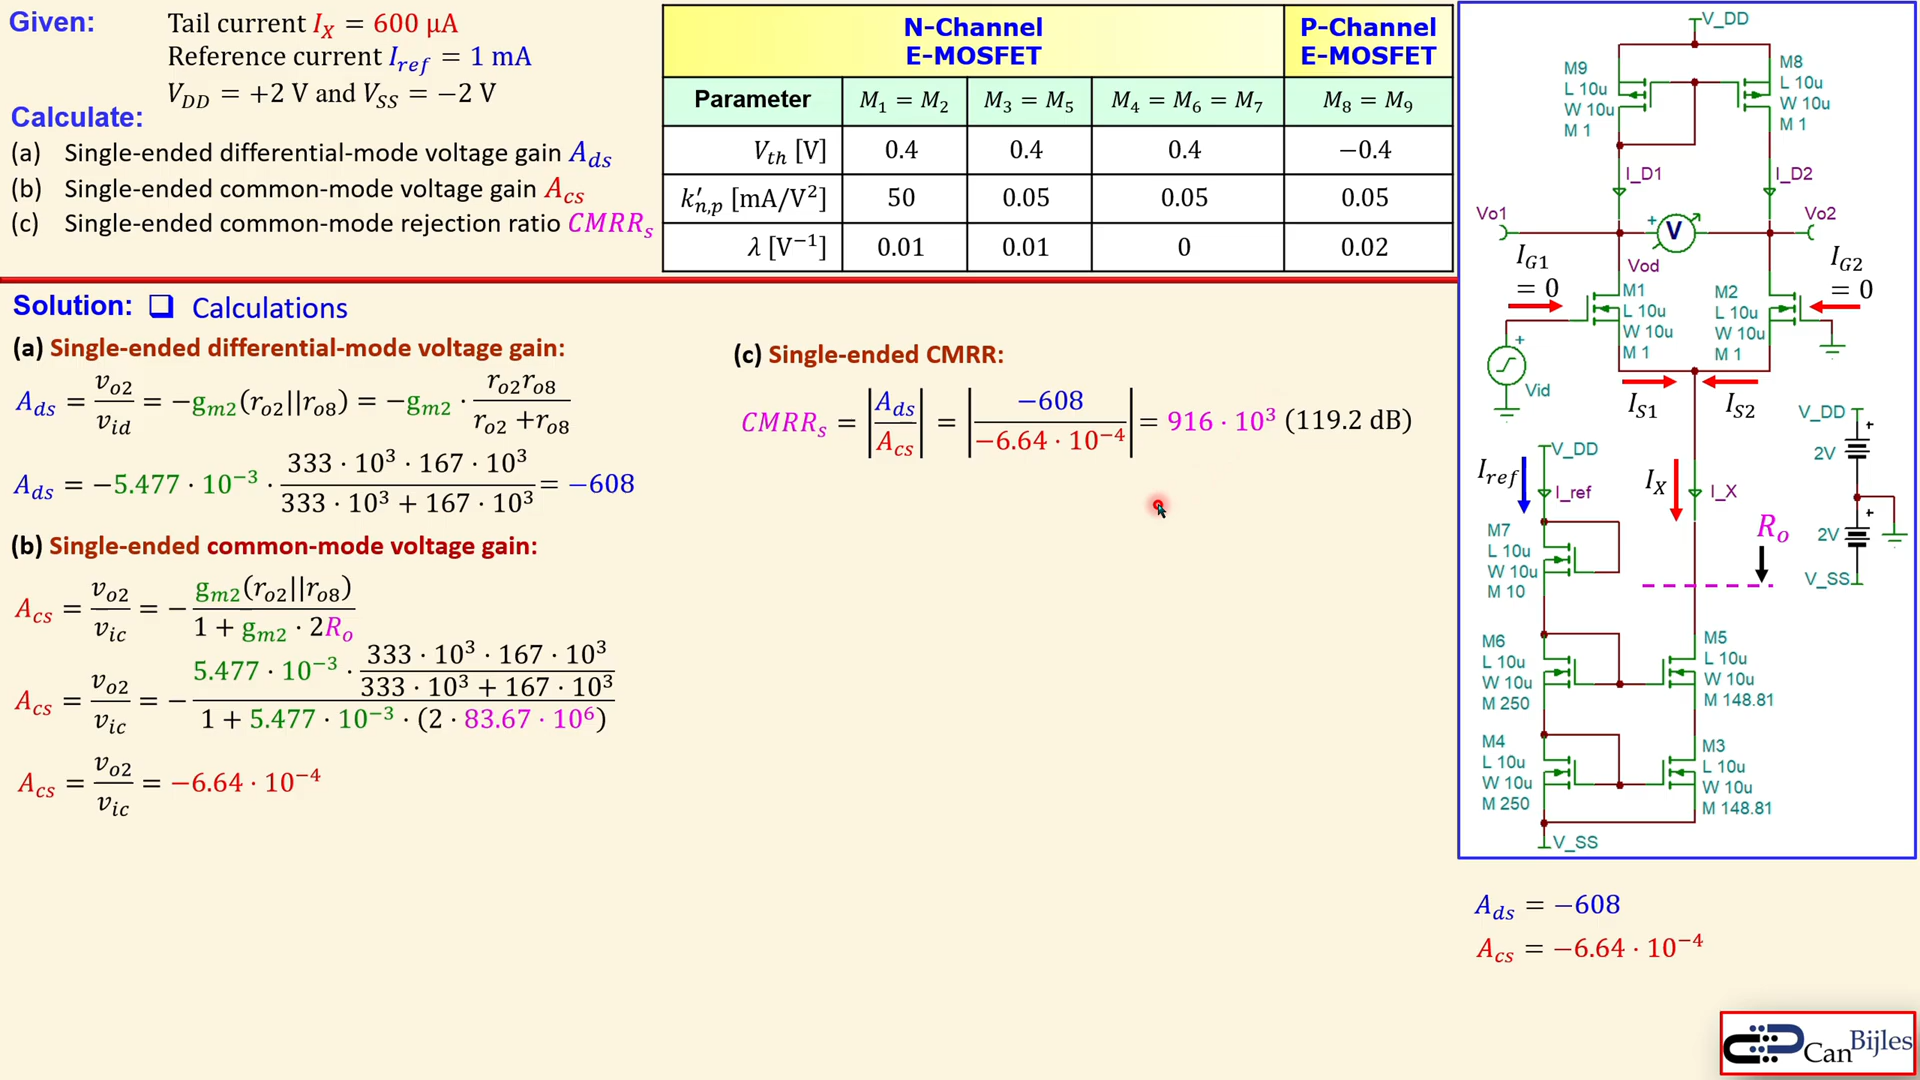 Given:
Tail current I_X = 600 μA
Reference current I_ref = 1 mA
V_DD = +2 V and V_SS = −2 V
Calculate:
(a) Single-ended differential-mode voltage gain A_ds
(b) Single-ended common-mode voltage gain A_cs
(c) Single-ended common-mode rejection ratio CMRR_s
N-Channel E-MOSFET P-Channel E-MOSFET
Parameter M_1 = M_2 M_3 = M_5 M_4 = M_6 = M_7 M_8 = M_9
V_th [V] 0.4 0.4 0.4 −0.4
k′_n,p [mA/V²] 50 0.05 0.05 0.05
λ [V⁻¹] 0.01 0.01 0 0.02
Solution: ❑ Calculations
(a) Single-ended differential-mode voltage gain:
A_ds = v_o2 / v_id = −g_m2(r_o2||r_o8) = −g_m2 · r_o2 r_o8 / r_o2 + r_o8
A_ds = −5.477 · 10⁻³ · 333 · 10³ · 167 · 10³ / 333 · 10³ + 167 · 10³ = −608
(b) Single-ended common-mode voltage gain:
A_cs = v_o2 / v_ic = − g_m2(r_o2||r_o8) / 1 + g_m2 · 2R_o
A_cs = v_o2 / v_ic = − 5.477 · 10⁻³ · 333 · 10³ · 167 · 10³ / 333 · 10³ + 167 · 10³ / 1 + 5.477 · 10⁻³ · (2 · 83.67 · 10⁶)
A_cs = v_o2 / v_ic = −6.64 · 10⁻⁴
(c) Single-ended CMRR:
CMRR_s = |A_ds / A_cs| = |−608 / −6.64 · 10⁻⁴| = 916 · 10³ (119.2 dB)
V_DD
M9
L 10u
W 10u
M 1
M8
L 10u
W 10u
M 1
I_D1
I_D2
Vo1
Vo2
+
V
Vod
I_G1
= 0
I_G2
= 0
M1
L 10u
W 10u
M 1
M2
L 10u
W 10u
M 1
+
Vid
I_S1
I_S2
V_DD
+
2V
+
2V
V_SS
V_DD
I_ref
I_ref
I_X
I_X
R_o
M7
L 10u
W 10u
M 10
M6
L 10u
W 10u
M 250
M5
L 10u
W 10u
M 148.81
M4
L 10u
W 10u
M 250
M3
L 10u
W 10u
M 148.81
V_SS
A_ds = −608
A_cs = −6.64 · 10⁻⁴
CanBijles